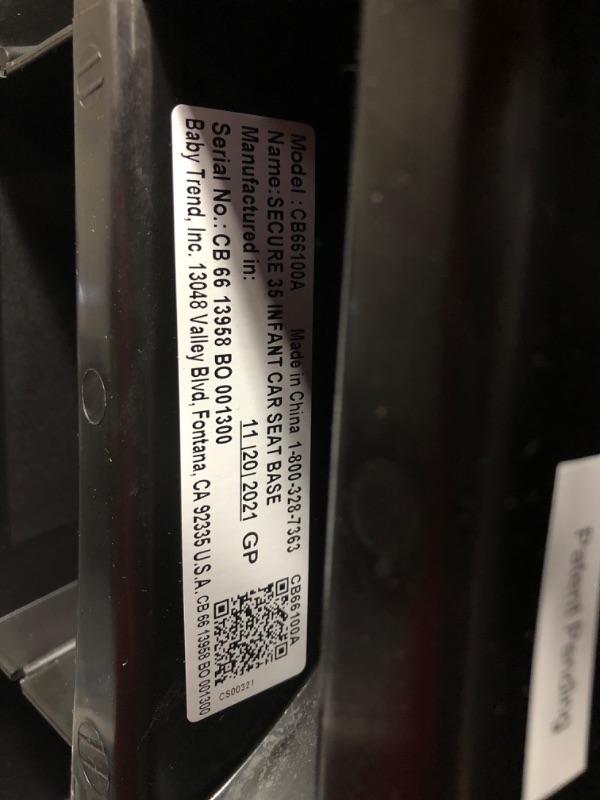 Model : CB66100A Made in China 1-800-328-7363
Name:SECURE 35 INFANT CAR SEAT BASE
Manufactured in: 11 |20| 2021 GP
Serial No.: CB 66 13958 BO 001300
Baby Trend, Inc. 13048 Valley Blvd, Fontana, CA 92335 U.S.A.
CB66100A
CS00321
CB 66 13958 BO 001300
Patent Pending